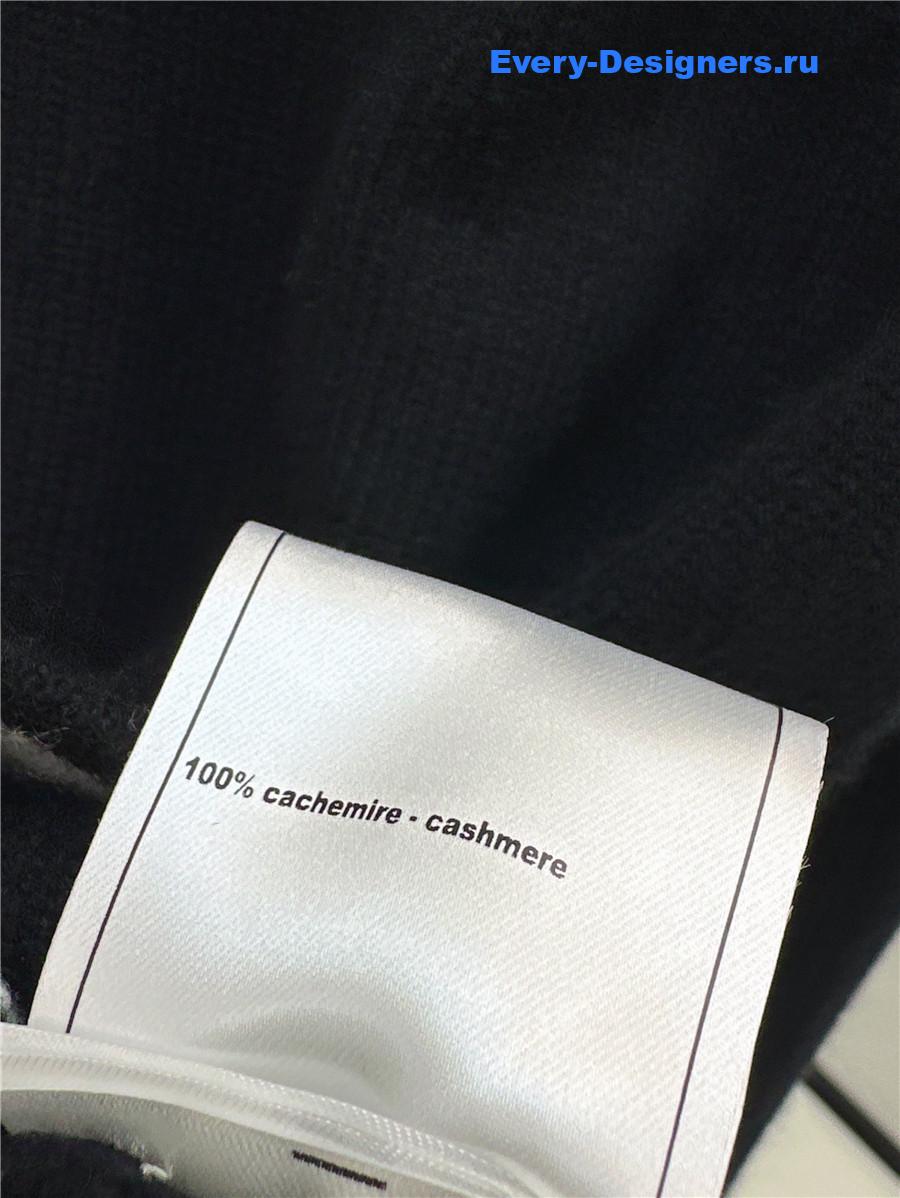 Every-Designers.ru
100% cachemire - cashmere